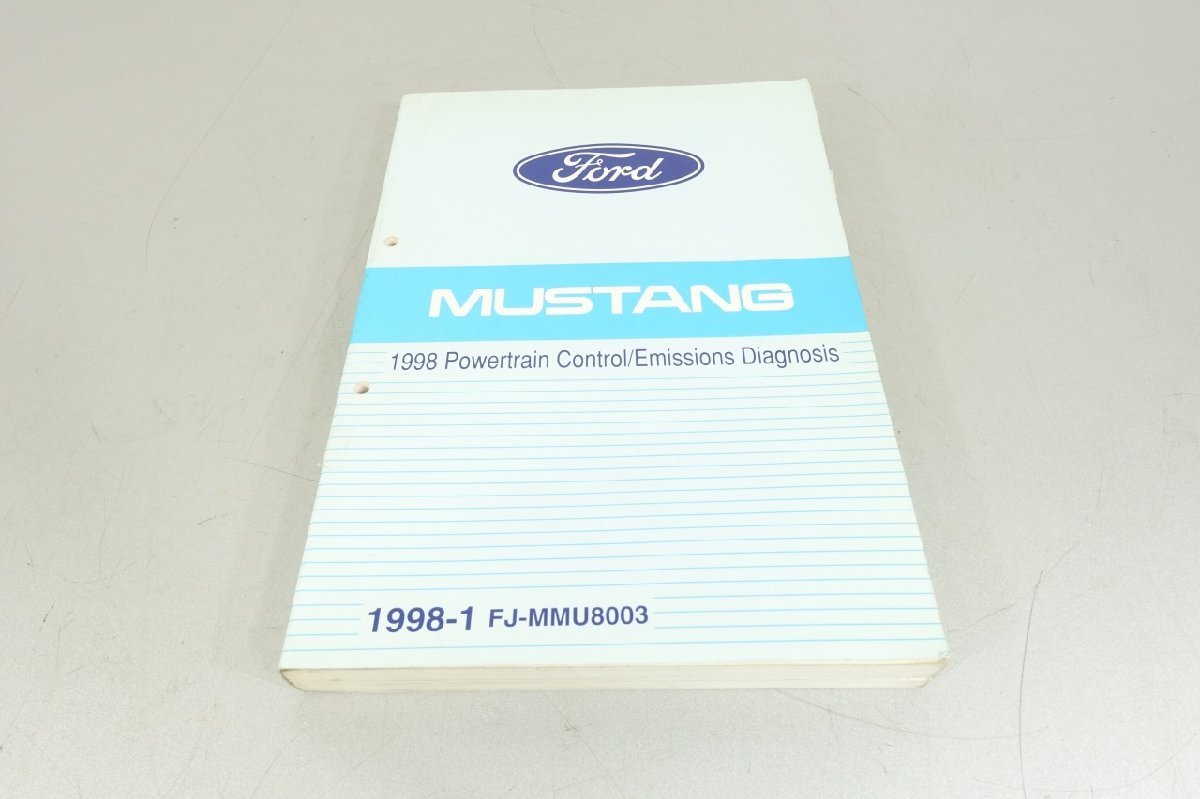 Ford
MUSTANG
1998 Powertrain Control/Emissions Diagnosis
1998-1 FJ-MMU8003